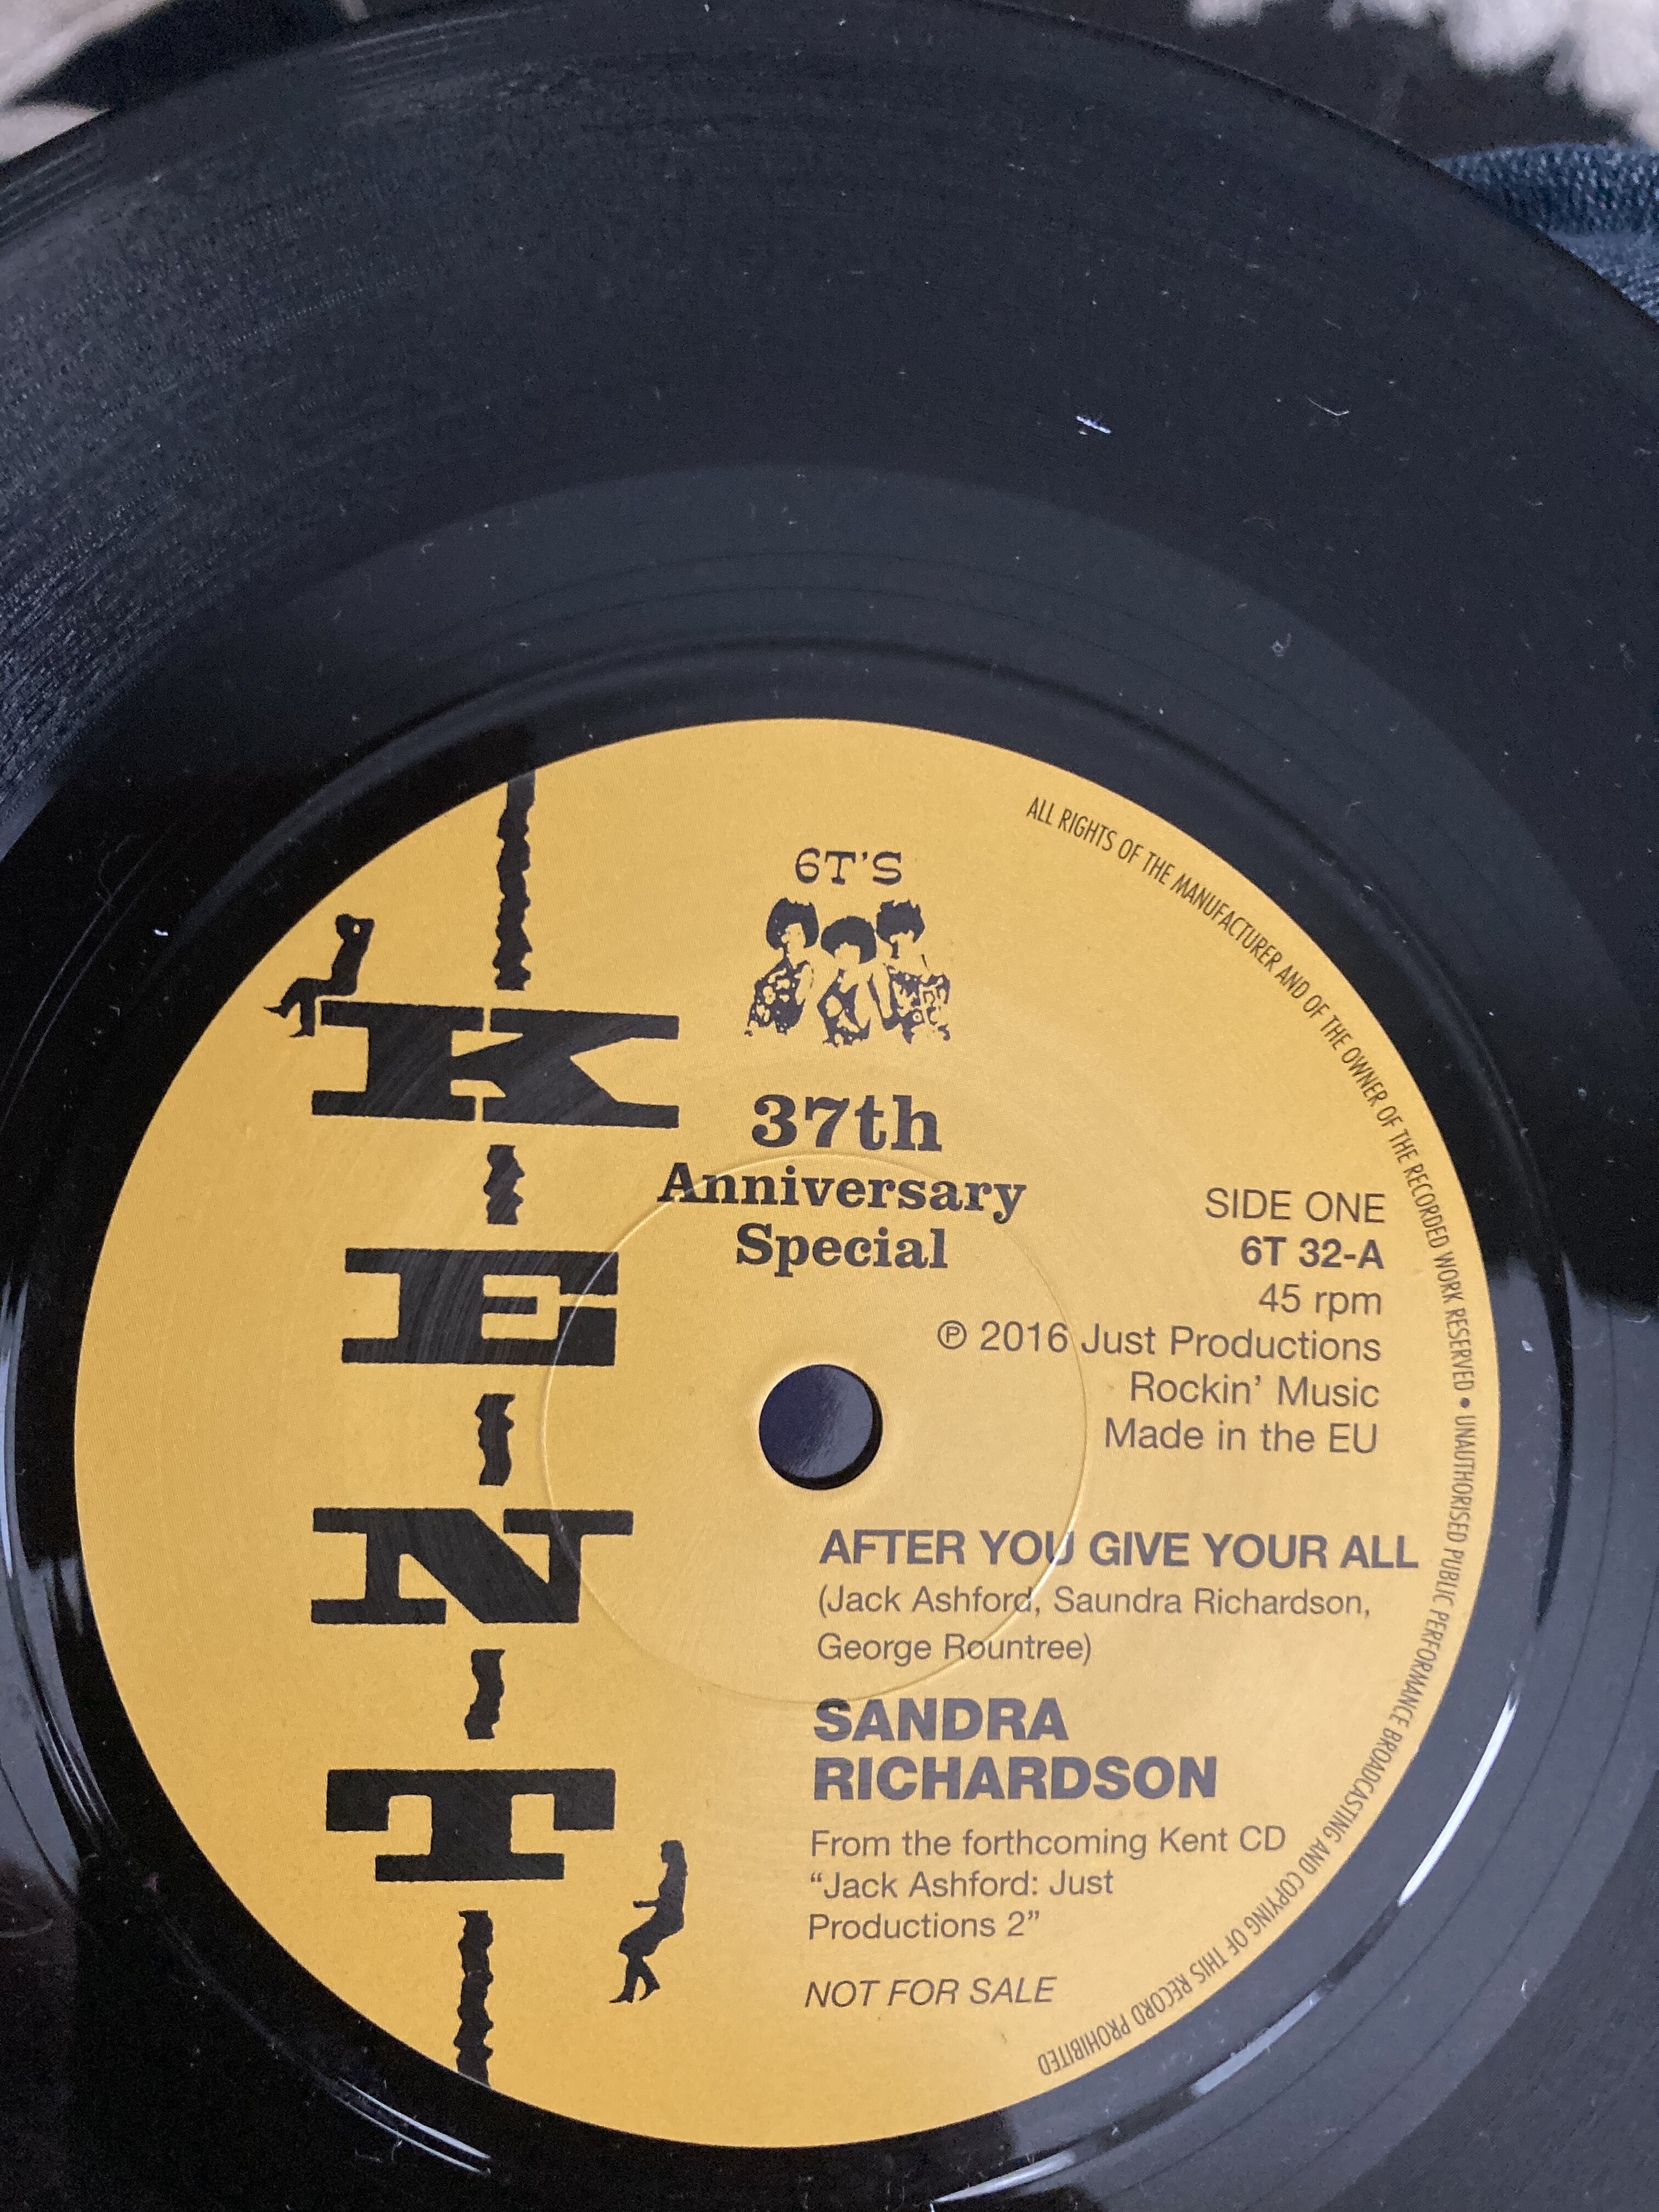 KENT
6T'S
37th
Anniversary
Special
SIDE ONE
6T 32-A
45 rpm
℗ 2016 Just Productions
Rockin' Music
Made in the EU
AFTER YOU GIVE YOUR ALL
(Jack Ashford, Saundra Richardson,
George Rountree)
SANDRA
RICHARDSON
From the forthcoming Kent CD
"Jack Ashford: Just
Productions 2"
NOT FOR SALE
ALL RIGHTS OF THE MANUFACTURER AND OF THE OWNER OF THE RECORDED WORK RESERVED • UNAUTHORISED PUBLIC PERFORMANCE BROADCASTING AND COPYING OF THIS RECORD PROHIBITED